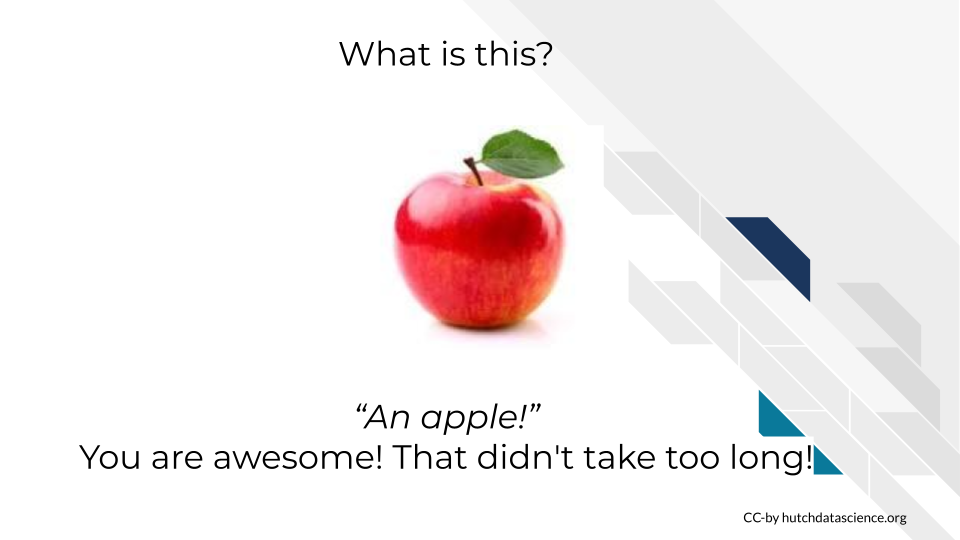 What is this?
“An apple!”
You are awesome! That didn't take too long!
CC-by hutchdatascience.org